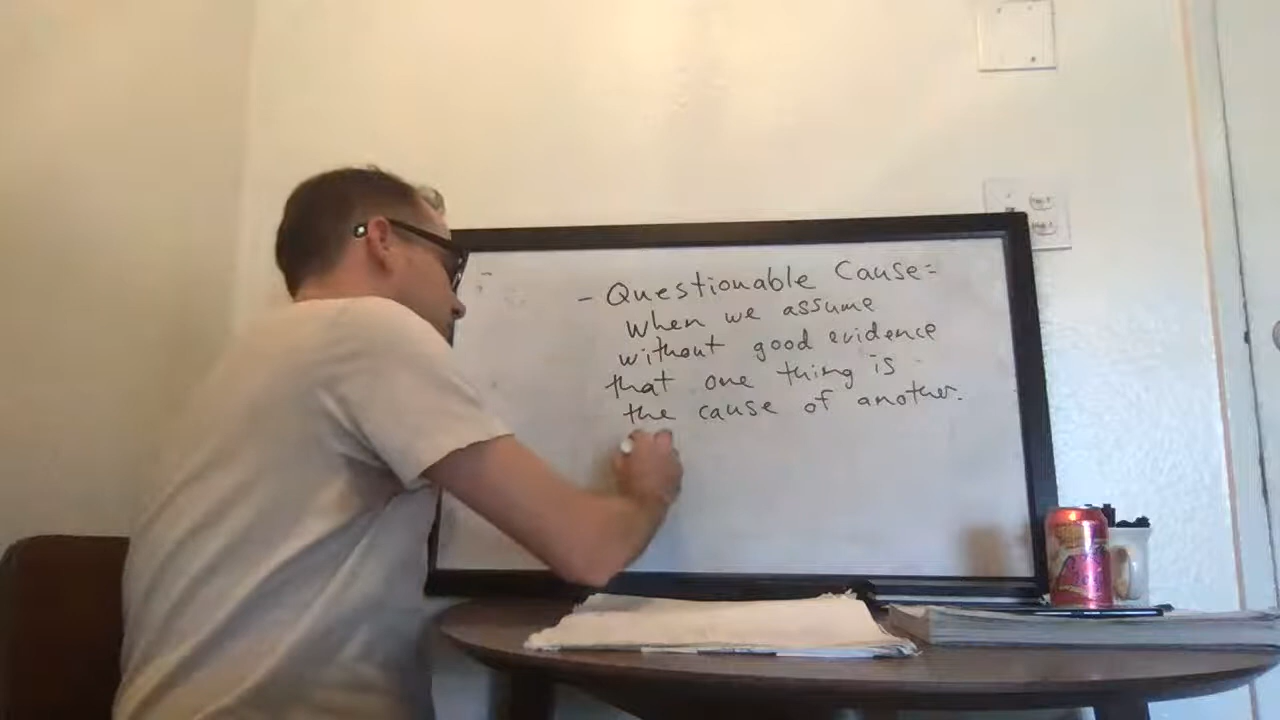 - Questionable Cause=
When we assume
without good evidence
that one thing is
the cause of another.